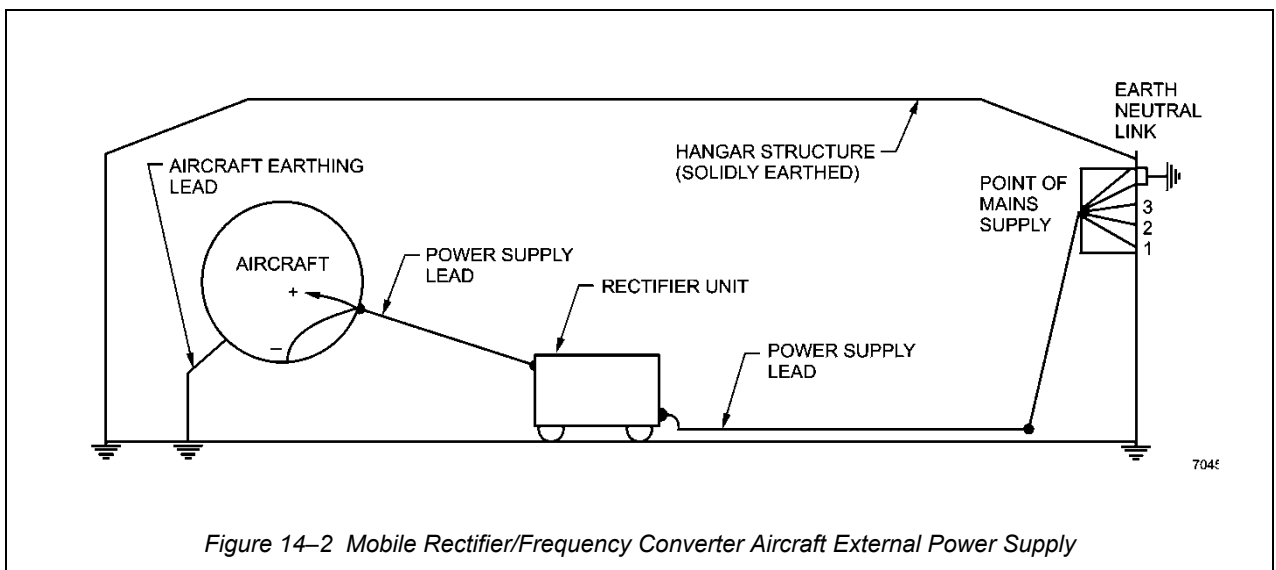 EARTH
NEUTRAL
LINK
HANGAR STRUCTURE
(SOLIDLY EARTHED)
AIRCRAFT EARTHING
LEAD
POINT OF
MAINS
SUPPLY
3
2
1
AIRCRAFT
+
–
POWER SUPPLY
LEAD
RECTIFIER UNIT
POWER SUPPLY
LEAD
7045
Figure 14–2 Mobile Rectifier/Frequency Converter Aircraft External Power Supply